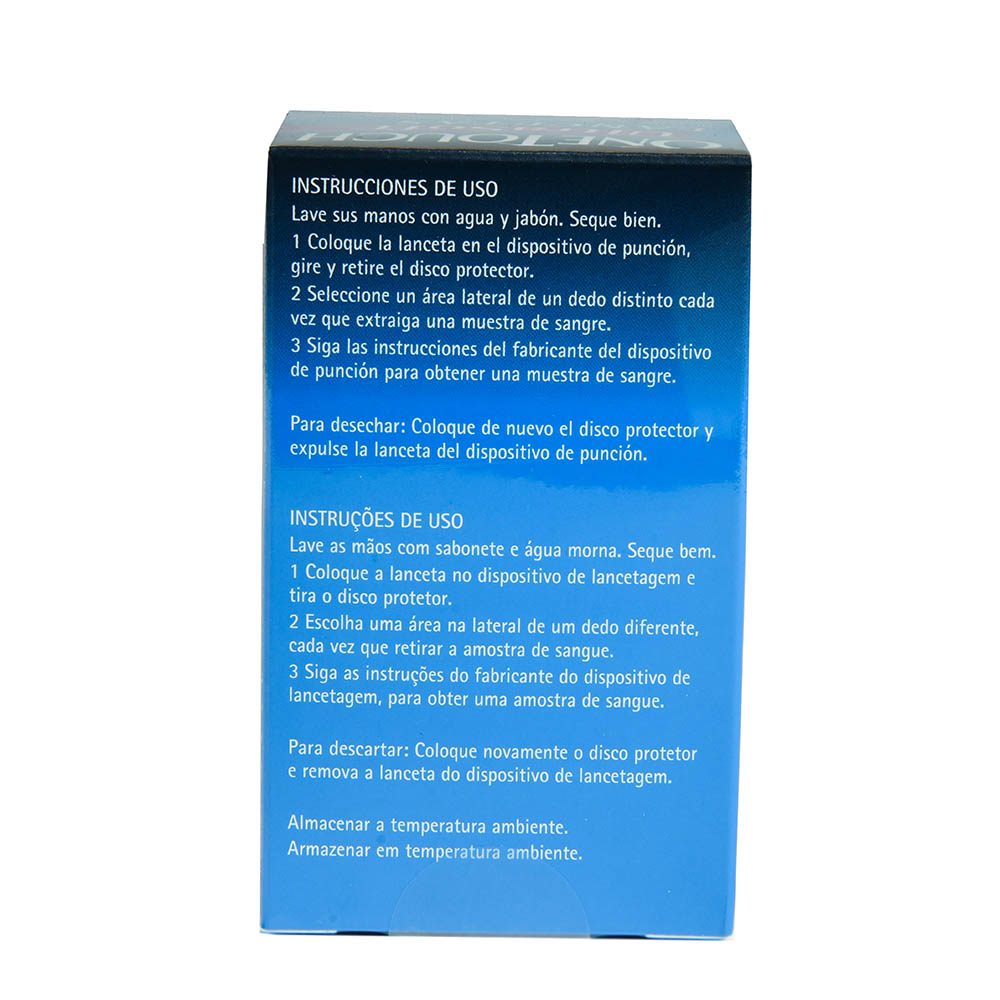 ONETOUCH
INSTRUCCIONES DE USO
Lave sus manos con agua y jabón. Seque bien.
1 Coloque la lanceta en el dispositivo de punción,
gire y retire el disco protector.
2 Seleccione un área lateral de un dedo distinto cada
vez que extraiga una muestra de sangre.
3 Siga las instrucciones del fabricante del dispositivo
de punción para obtener una muestra de sangre.
Para desechar: Coloque de nuevo el disco protector y
expulse la lanceta del dispositivo de punción.
INSTRUÇÕES DE USO
Lave as mãos com sabonete e água morna. Seque bem.
1 Coloque a lanceta no dispositivo de lancetagem e
tira o disco protetor.
2 Escolha uma área na lateral de um dedo diferente,
cada vez que retirar a amostra de sangue.
3 Siga as instruções do fabricante do dispositivo de
lancetagem, para obter uma amostra de sangue.
Para descartar: Coloque novamente o disco protetor
e remova a lanceta do dispositivo de lancetagem.
Almacenar a temperatura ambiente.
Armazenar em temperatura ambiente.